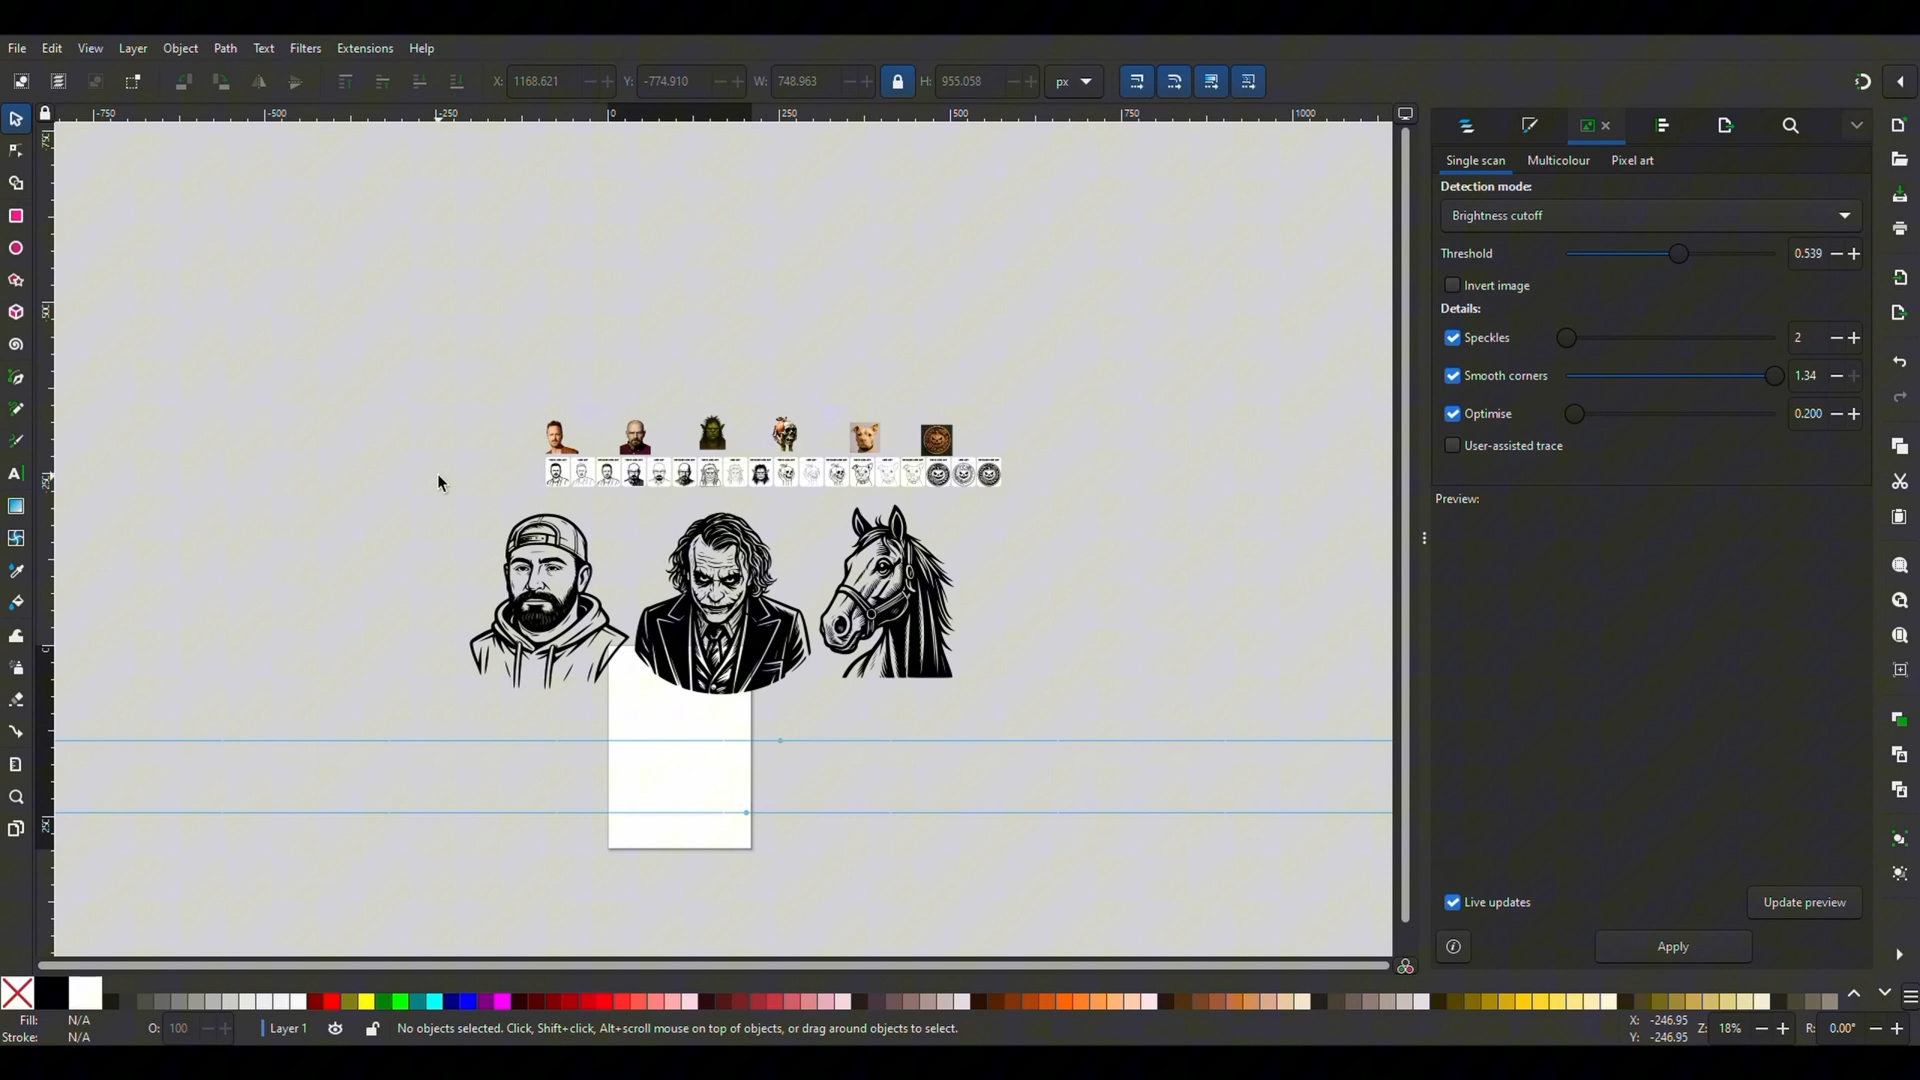 File Edit View Layer Object Path Text Filters Extensions Help
X: 1168.621 Y: -774.910 W: 748.963 H: 955.058 px
-750 -500 -250 0 250 500 750 1000
Single scan Multicolour Pixel art
Detection mode:
Brightness cutoff
Threshold 0.539
Invert image
Details:
Speckles 2
Smooth corners 1.34
Optimise 0.200
User-assisted trace
Preview:
Live updates Update preview
Apply
Fill: N/A
Stroke: N/A
O: 100
Layer 1
No objects selected. Click, Shift+click, Alt+scroll mouse on top of objects, or drag around objects to select.
X: -246.95
Y: -246.95
Z: 18%
R: 0.00°